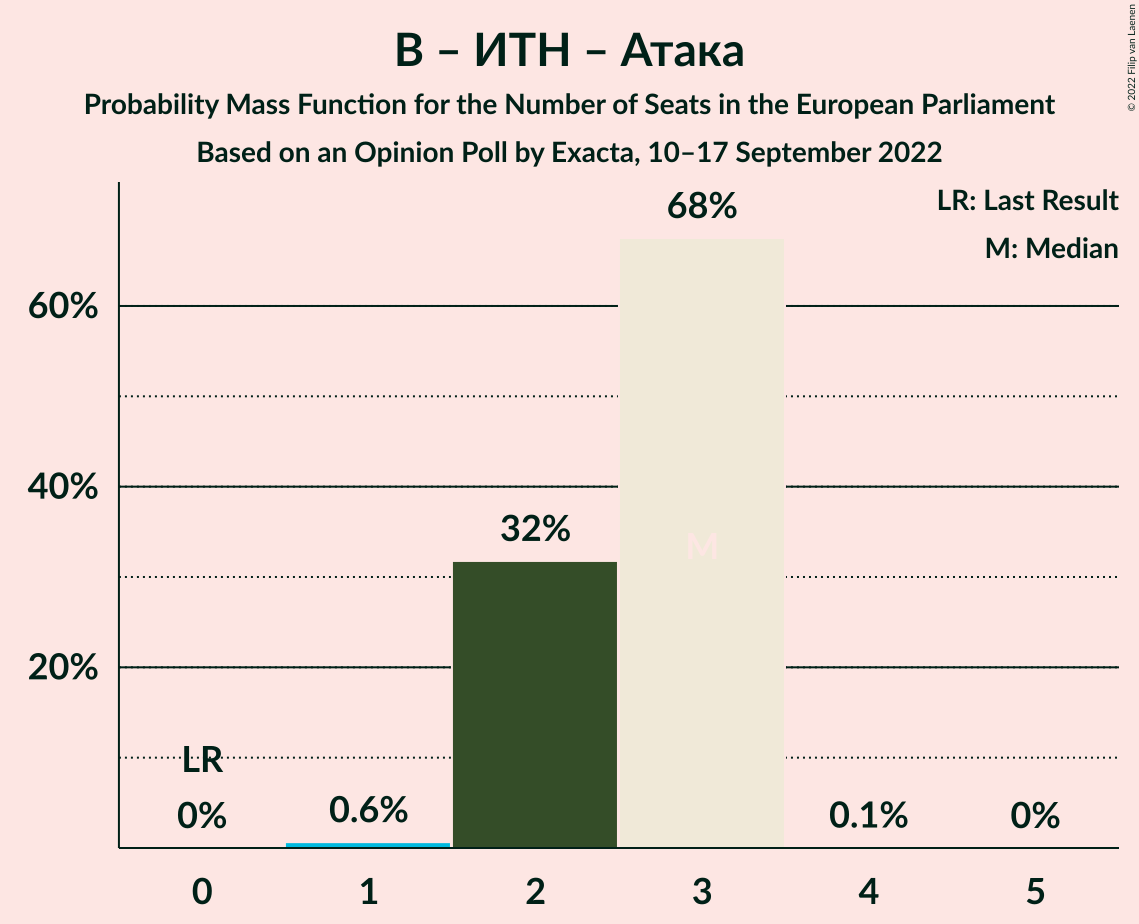 В – ИТН – Атака
Probability Mass Function for the Number of Seats in the European Parliament
Based on an Opinion Poll by Exacta, 10–17 September 2022
© 2022 Filip van Laenen
LR: Last Result
M: Median
68%
60%
40%
32%
M
20%
LR
0%
0.6%
0.1%
0%
0 1 2 3 4 5